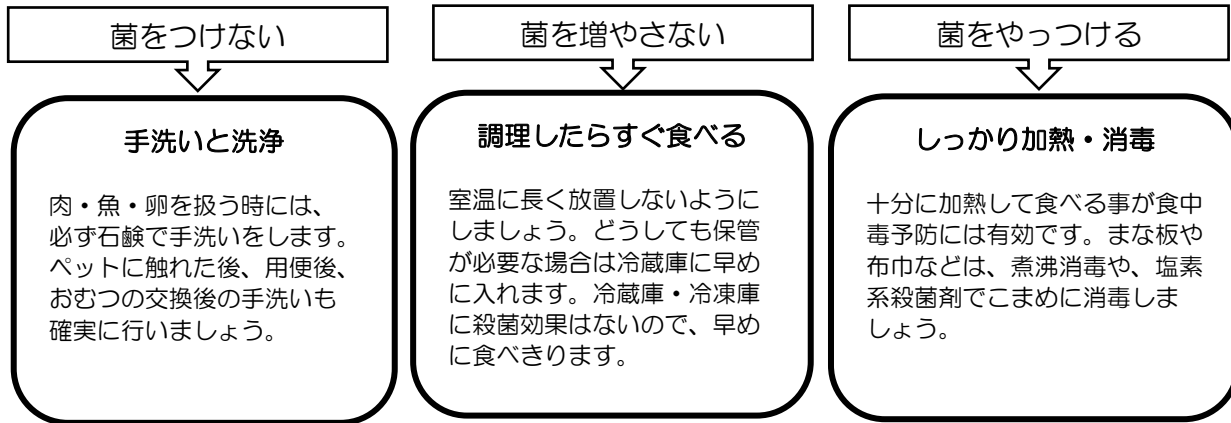 菌をつけない
手洗いと洗浄
肉・魚・卵を扱う時には、
必ず石鹸で手洗いをします。
ペットに触れた後、用便後、
おむつの交換後の手洗いも
確実に行いましょう。
菌を増やさない
調理したらすぐ食べる
室温に長く放置しないように
しましょう。どうしても保管
が必要な場合は冷蔵庫に早め
に入れます。冷蔵庫・冷凍庫
に殺菌効果はないので、早め
に食べきります。
菌をやっつける
しっかり加熱・消毒
十分に加熱して食べる事が食中
毒予防には有効です。まな板や
布巾などは、煮沸消毒や、塩素
系殺菌剤でこまめに消毒しま
しょう。